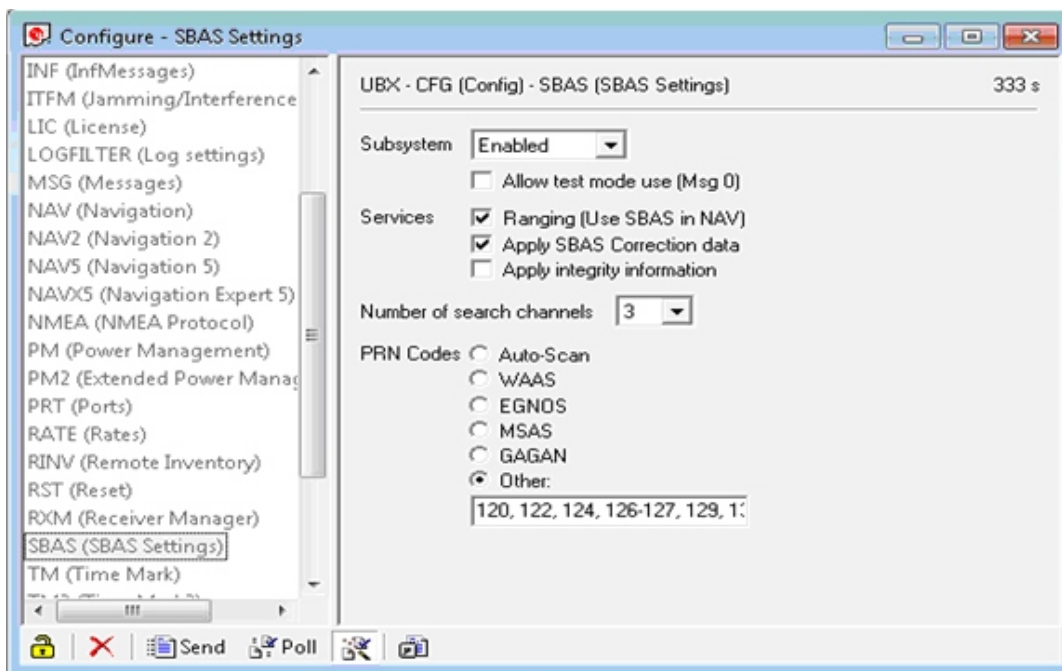 Configure - SBAS Settings
INF (InfMessages)
ITFM (Jamming/Interference
LIC (License)
LOGFILTER (Log settings)
MSG (Messages)
NAV (Navigation)
NAV2 (Navigation 2)
NAV5 (Navigation 5)
NAVX5 (Navigation Expert 5)
NMEA (NMEA Protocol)
PM (Power Management)
PM2 (Extended Power Manag
PRT (Ports)
RATE (Rates)
RINV (Remote Inventory)
RST (Reset)
RXM (Receiver Manager)
SBAS (SBAS Settings)
TM (Time Mark)
UBX - CFG (Config) - SBAS (SBAS Settings) 333 s
Subsystem Enabled
Allow test mode use (Msg 0)
Services Ranging (Use SBAS in NAV)
Apply SBAS Correction data
Apply integrity information
Number of search channels 3
PRN Codes Auto-Scan
WAAS
EGNOS
MSAS
GAGAN
Other:
120, 122, 124, 126-127, 129,
Send Poll